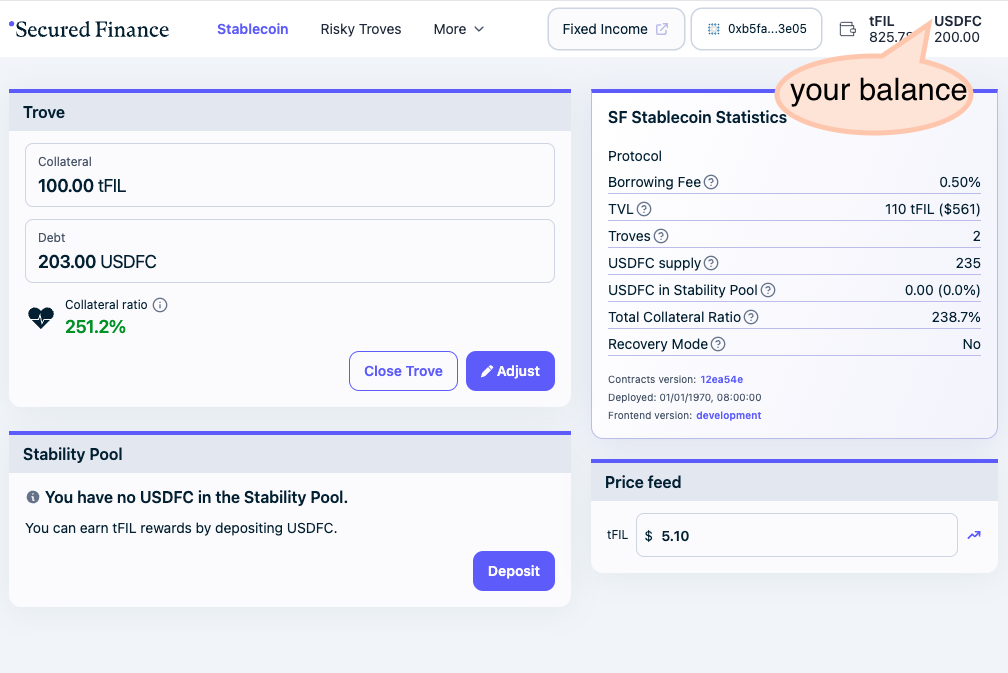 Secured Finance
Stablecoin
Risky Troves
More
Fixed Income
0xb5fa...3e05
tFIL
USDFC
200.00
your balance
Trove
Collateral
100.00 tFIL
Debt
203.00 USDFC
Collateral ratio
251.2%
Close Trove
Adjust
Stability Pool
You have no USDFC in the Stability Pool.
You can earn tFIL rewards by depositing USDFC.
Deposit
SF Stablecoin Statistics
Protocol
Borrowing Fee 0.50%
TVL 110 tFIL ($561)
Troves 2
USDFC supply 235
USDFC in Stability Pool 0.00 (0.0%)
Total Collateral Ratio 238.7%
Recovery Mode No
Contracts version: 12ea54e
Deployed: 01/01/1970, 08:00:00
Frontend version: development
Price feed
tFIL $ 5.10